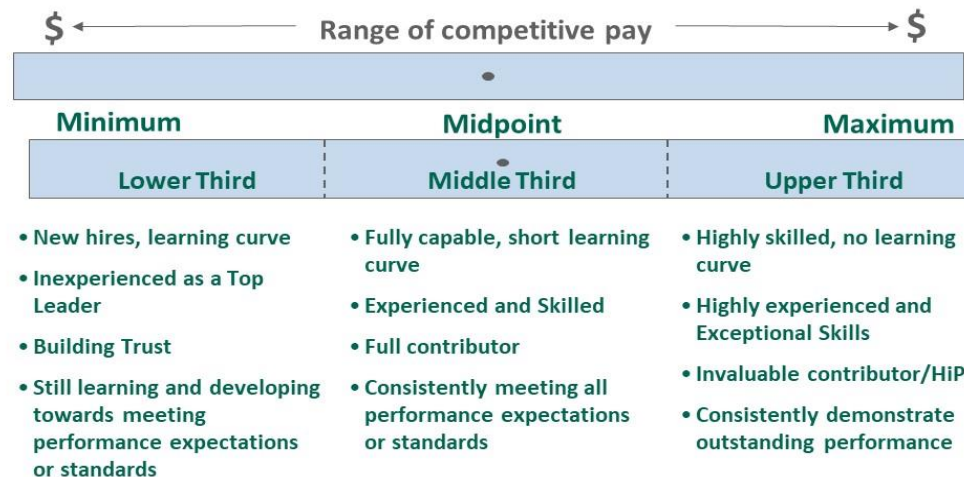 $ Range of competitive pay $
Minimum Midpoint Maximum
Lower Third Middle Third Upper Third
• New hires, learning curve
• Inexperienced as a Top
Leader
• Building Trust
• Still learning and developing
towards meeting
performance expectations
or standards
• Fully capable, short learning
curve
• Experienced and Skilled
• Full contributor
• Consistently meeting all
performance expectations
or standards
• Highly skilled, no learning
curve
• Highly experienced and
Exceptional Skills
• Invaluable contributor/HiP
• Consistently demonstrate
outstanding performance